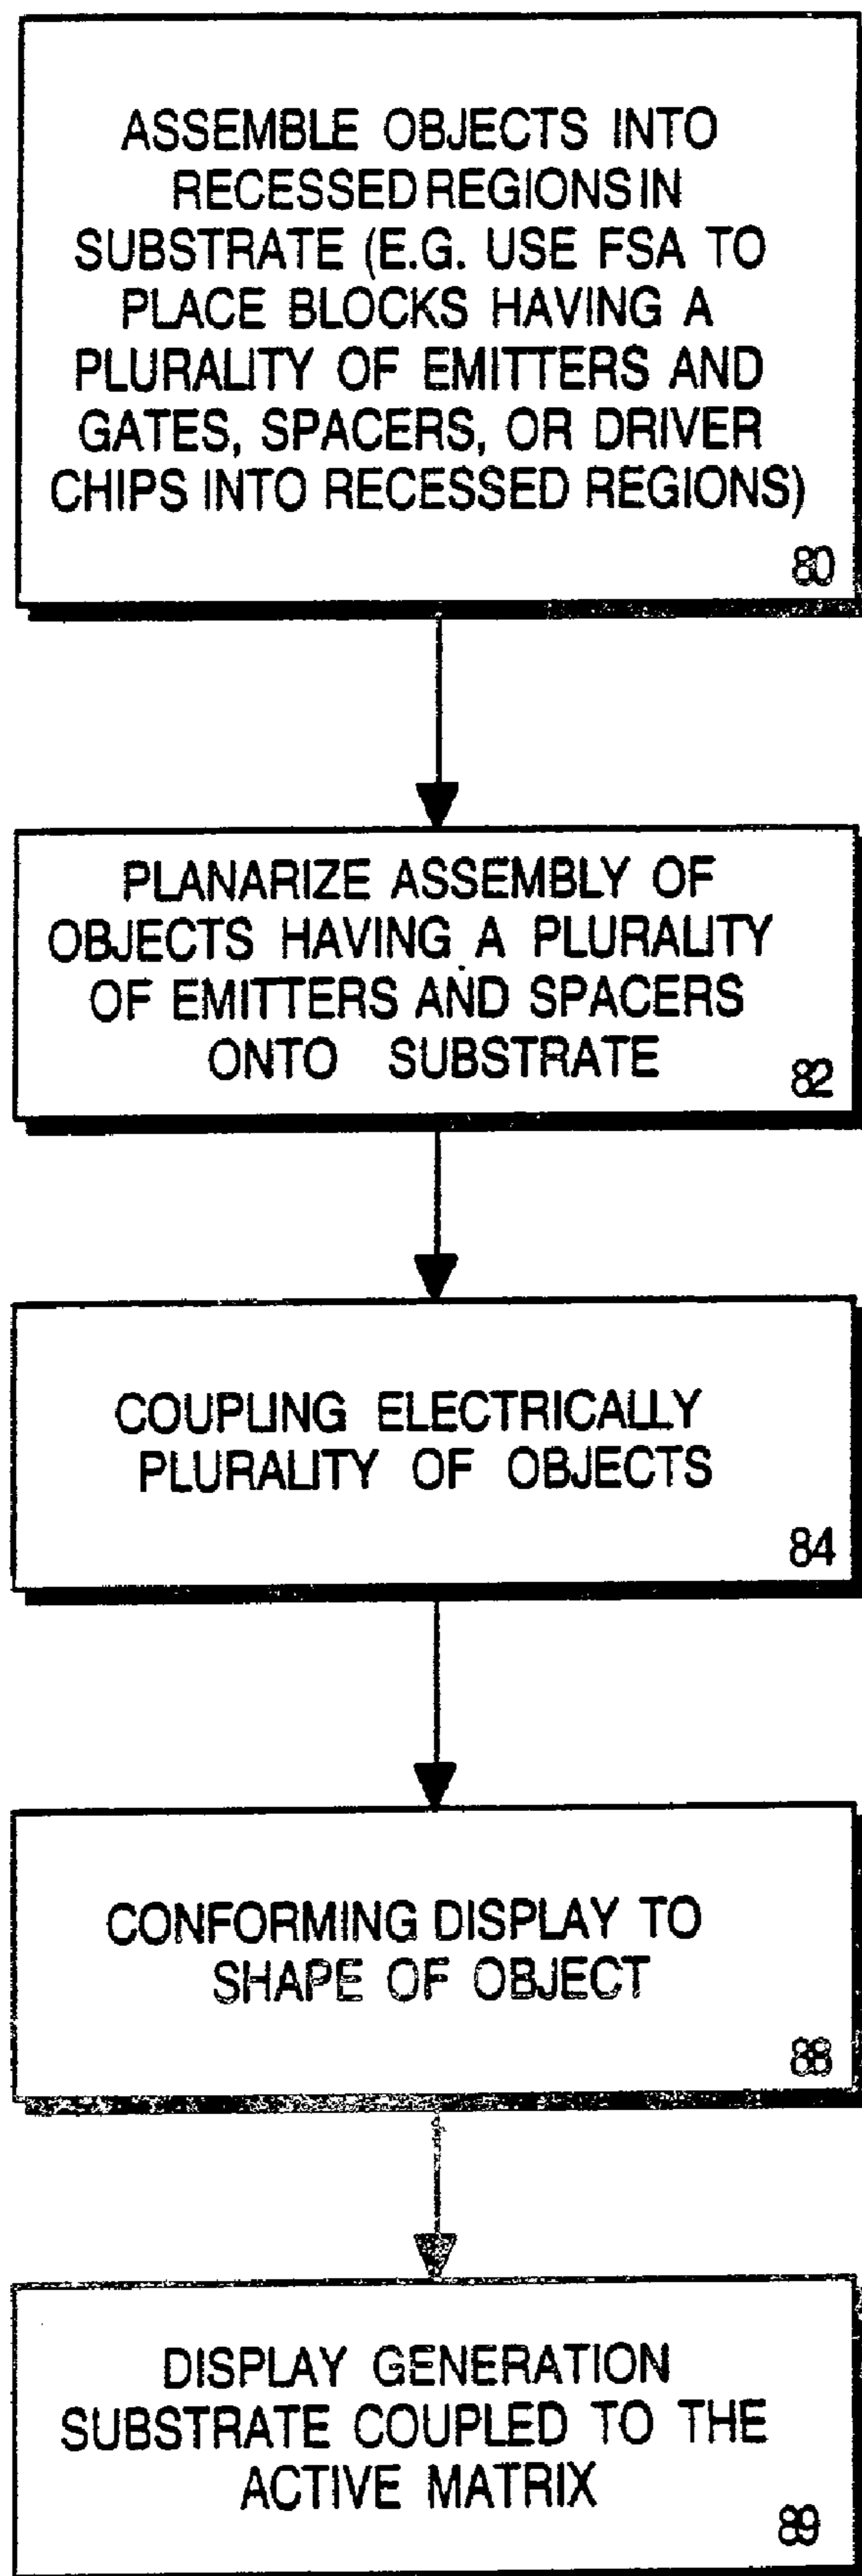 ASSEMBLE OBJECTS INTO
RECESSED REGIONS IN
SUBSTRATE (E.G. USE FSA TO
PLACE BLOCKS HAVING A
PLURALITY OF EMITTERS AND
GATES, SPACERS, OR DRIVER
CHIPS INTO RECESSED REGIONS)
80
PLANARIZE ASSEMBLY OF
OBJECTS HAVING A PLURALITY
OF EMITTERS AND SPACERS
ONTO SUBSTRATE
82
COUPLING ELECTRICALLY
PLURALITY OF OBJECTS
84
CONFORMING DISPLAY TO
SHAPE OF OBJECT
88
DISPLAY GENERATION
SUBSTRATE COUPLED TO THE
ACTIVE MATRIX
89